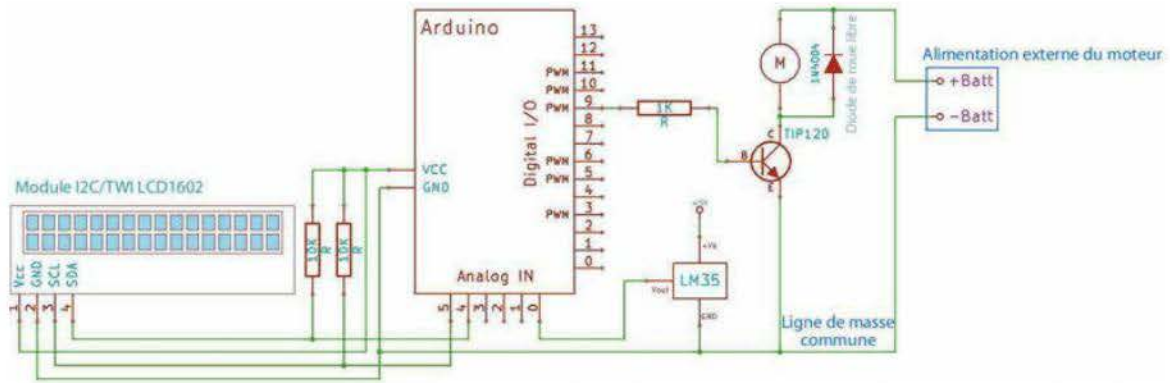 Arduino
13
12
PWM 11
PWM 10
PWM 9
8
7
PWM 6
PWM 5
4
PWM 3
2
1
0
Digital I/O
VCC
GND
Analog IN
5 4 3 2 1 0
1K
R
M
1N4004
Diode de roue libre
C
TIP120
B
E
Alimentation externe du moteur
+Batt
-Batt
Module I2C/TWI LCD1602
Vcc GND SCL SDA
1 2 3 4
10K
R
10K
R
+Vs
LM35
Vout
GND
Ligne de masse
commune